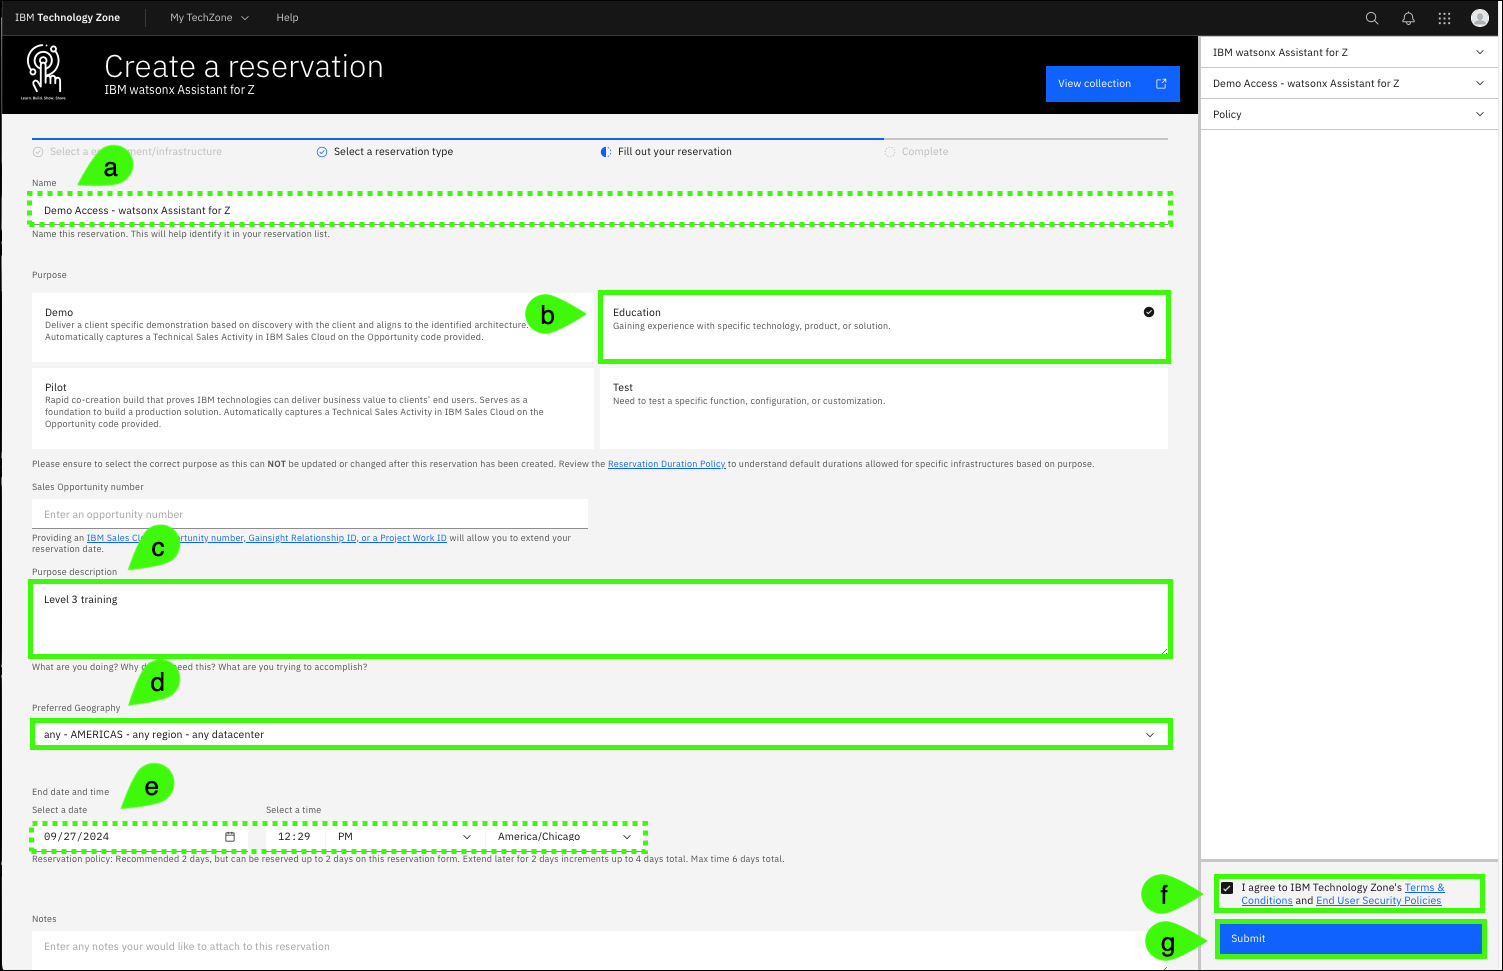 IBM Technology Zone
My TechZone
Help
Create a reservation
IBM watsonx Assistant for Z
View collection
IBM watsonx Assistant for Z
Demo Access - watsonx Assistant for Z
Policy
Select a
ment/infrastructure
Select a reservation type
Fill out your reservation
Complete
a
Name
Demo Access - watsonx Assistant for Z
Name this reservation. This will help identify it in your reservation list.
Purpose
Demo
Deliver a client specific demonstration based on discovery with the client and aligns to the identified architecture.
Automatically captures a Technical Sales Activity in IBM Sales Cloud on the Opportunity code provided.
b
Education
Gaining experience with specific technology, product, or solution.
Pilot
Rapid co-creation build that proves IBM technologies can deliver business value to clients' end users. Serves as a
foundation to build a production solution. Automatically captures a Technical Sales Activity in IBM Sales Cloud on the
Opportunity code provided.
Test
Need to test a specific function, configuration, or customization.
Please ensure to select the correct purpose as this can NOT be updated or changed after this reservation has been created. Review the Reservation Duration Policy to understand default durations allowed for specific infrastructures based on purpose.
Sales Opportunity number
Enter an opportunity number
Providing an IBM Sales Cl rtunity number, Gainsight Relationship ID, or a Project Work ID will allow you to extend your
reservation date.
c
Purpose description
Level 3 training
What are you doing? Why d eed this? What are you trying to accomplish?
d
Preferred Geography
any - AMERICAS - any region - any datacenter
e
End date and time
Select a date
Select a time
09/27/2024
12:29
PM
America/Chicago
Reservation policy: Recommended 2 days, but can be reserved up to 2 days on this reservation form. Extend later for 2 days increments up to 4 days total. Max time 6 days total.
Notes
Enter any notes your would like to attach to this reservation
f
I agree to IBM Technology Zone's Terms &
Conditions and End User Security Policies
g
Submit